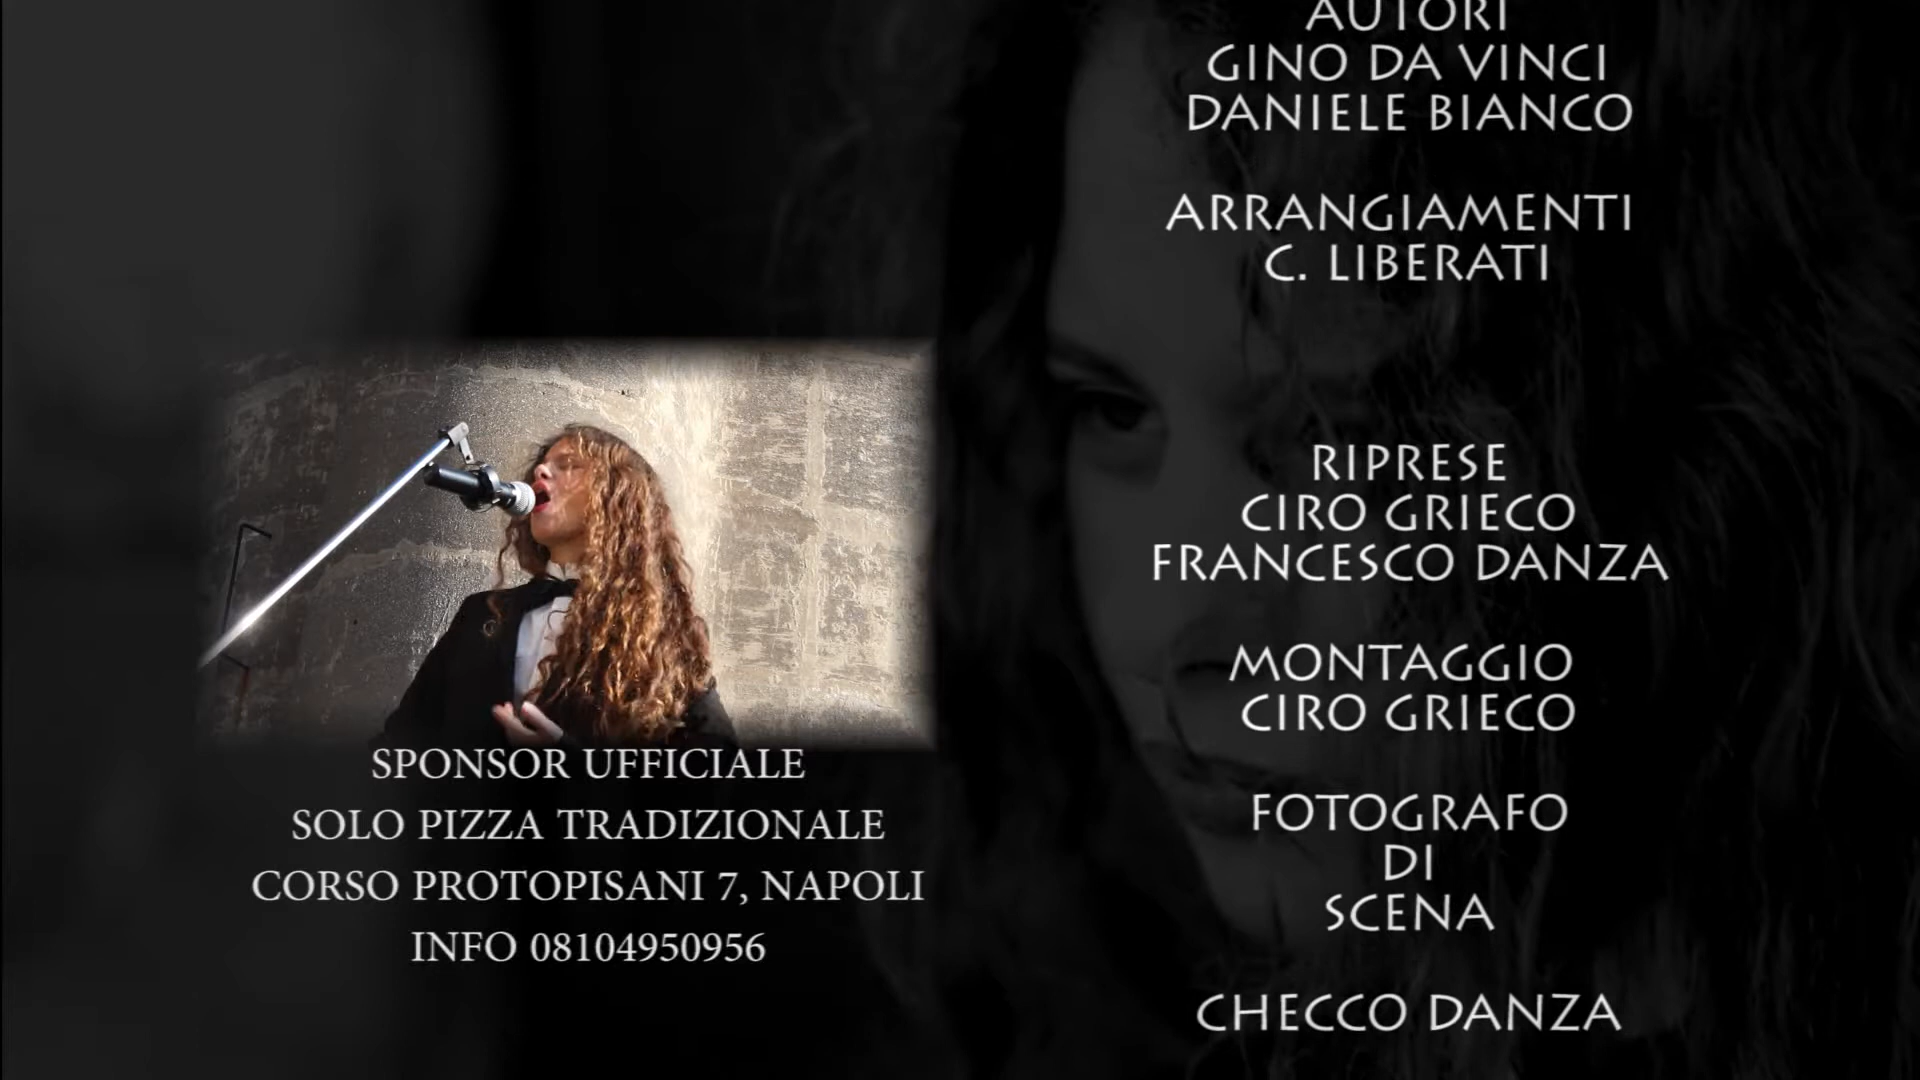 AUTORI
GINO DA VINCI
DANIELE BIANCO
ARRANGIAMENTI
C. LIBERATI
RIPRESE
CIRO GRIECO
FRANCESCO DANZA
MONTAGGIO
CIRO GRIECO
FOTOGRAFO
DI
SCENA
CHECCO DANZA
SPONSOR UFFICIALE
SOLO PIZZA TRADIZIONALE
CORSO PROTOPISANI 7, NAPOLI
INFO 08104950956